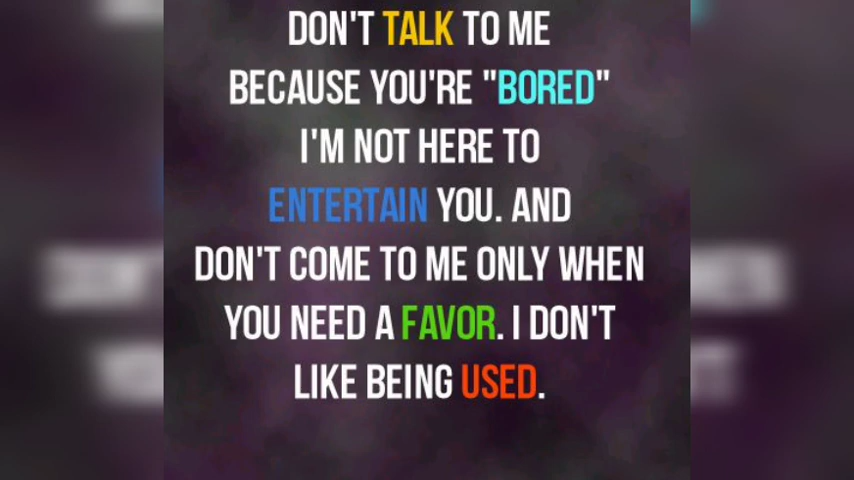 DON'T TALK TO ME
BECAUSE YOU'RE "BORED"
I'M NOT HERE TO
ENTERTAIN YOU. AND
DON'T COME TO ME ONLY WHEN
YOU NEED A FAVOR. I DON'T
LIKE BEING USED.